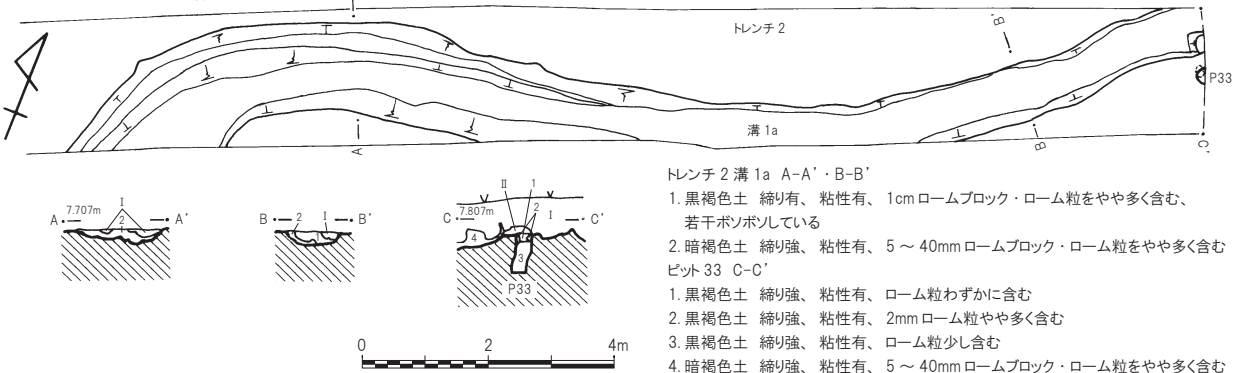 トレンチ 2
B'
P33
溝 1a
A
B
C'
トレンチ 2 溝 1a A-A'・B-B'
1. 黒褐色土 締り有、 粘性有、 1cm ロームブロック・ローム粒をやや多く含む、
若干ボソボソしている
2. 暗褐色土 締り強、 粘性有、 5 ~ 40mm ロームブロック・ローム粒をやや多く含む
ピット 33 C-C'
1. 黒褐色土 締り強、 粘性有、 ローム粒わずかに含む
2. 黒褐色土 締り強、 粘性有、 2mm ローム粒やや多く含む
3. 黒褐色土 締り強、 粘性有、 ローム粒少し含む
4. 暗褐色土 締り強、 粘性有、 5 ~ 40mm ロームブロック・ローム粒をやや多く含む
I
A 7.707m 2 A'
1
B 2 I B'
II 1
2
C 7.807m I C'
4
3
P33
0 2 4m